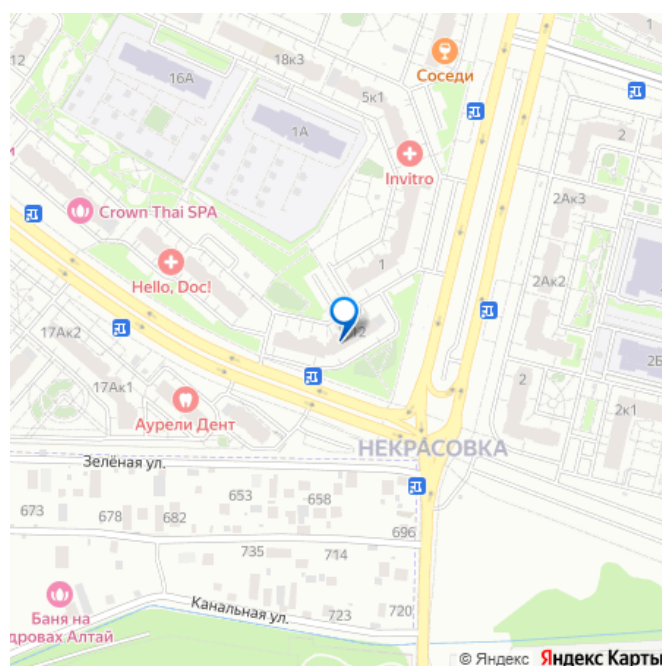 12
16А
18к3
Соседи
2
5к1
1А
Invitro
и
Crown Thai SPA
2Ак3
Hello, Doc!
1
2Ак2
17Ак2
12
2Б
17Ак1
Аурели Дент
2
2к1
НЕКРАСОВКА
Зелёная ул.
673
678
682
653
658
696
735
714
Баня на
дровах Алтай
Канальная ул.
723
720
© Яндекс Яндекс Карты